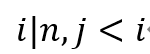 i|n, j < i